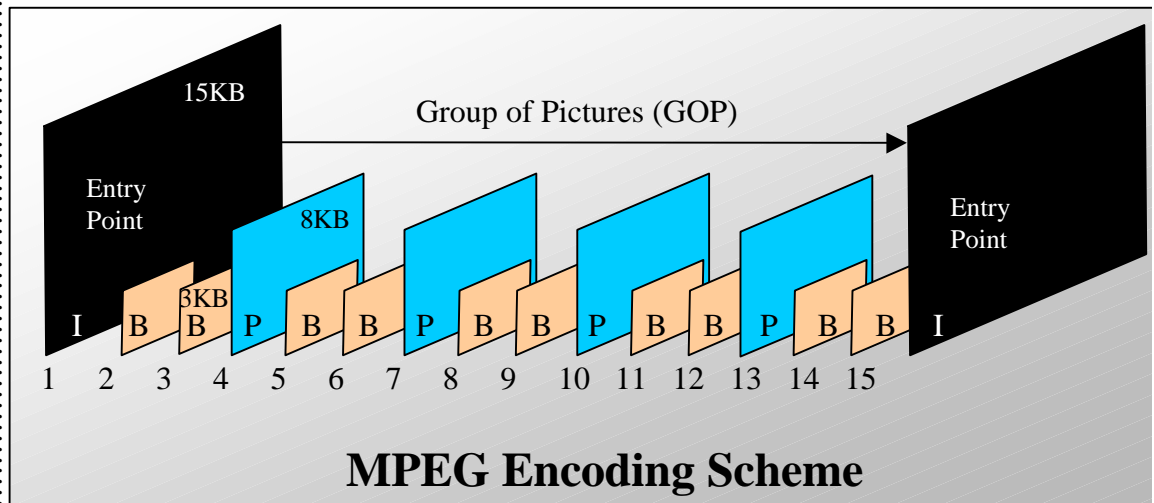 15KB
Group of Pictures (GOP)
Entry
Point
8KB
Entry
Point
3KB
I B B P B B P B B P B B P B B I
1 2 3 4 5 6 7 8 9 10 11 12 13 14 15
MPEG Encoding Scheme